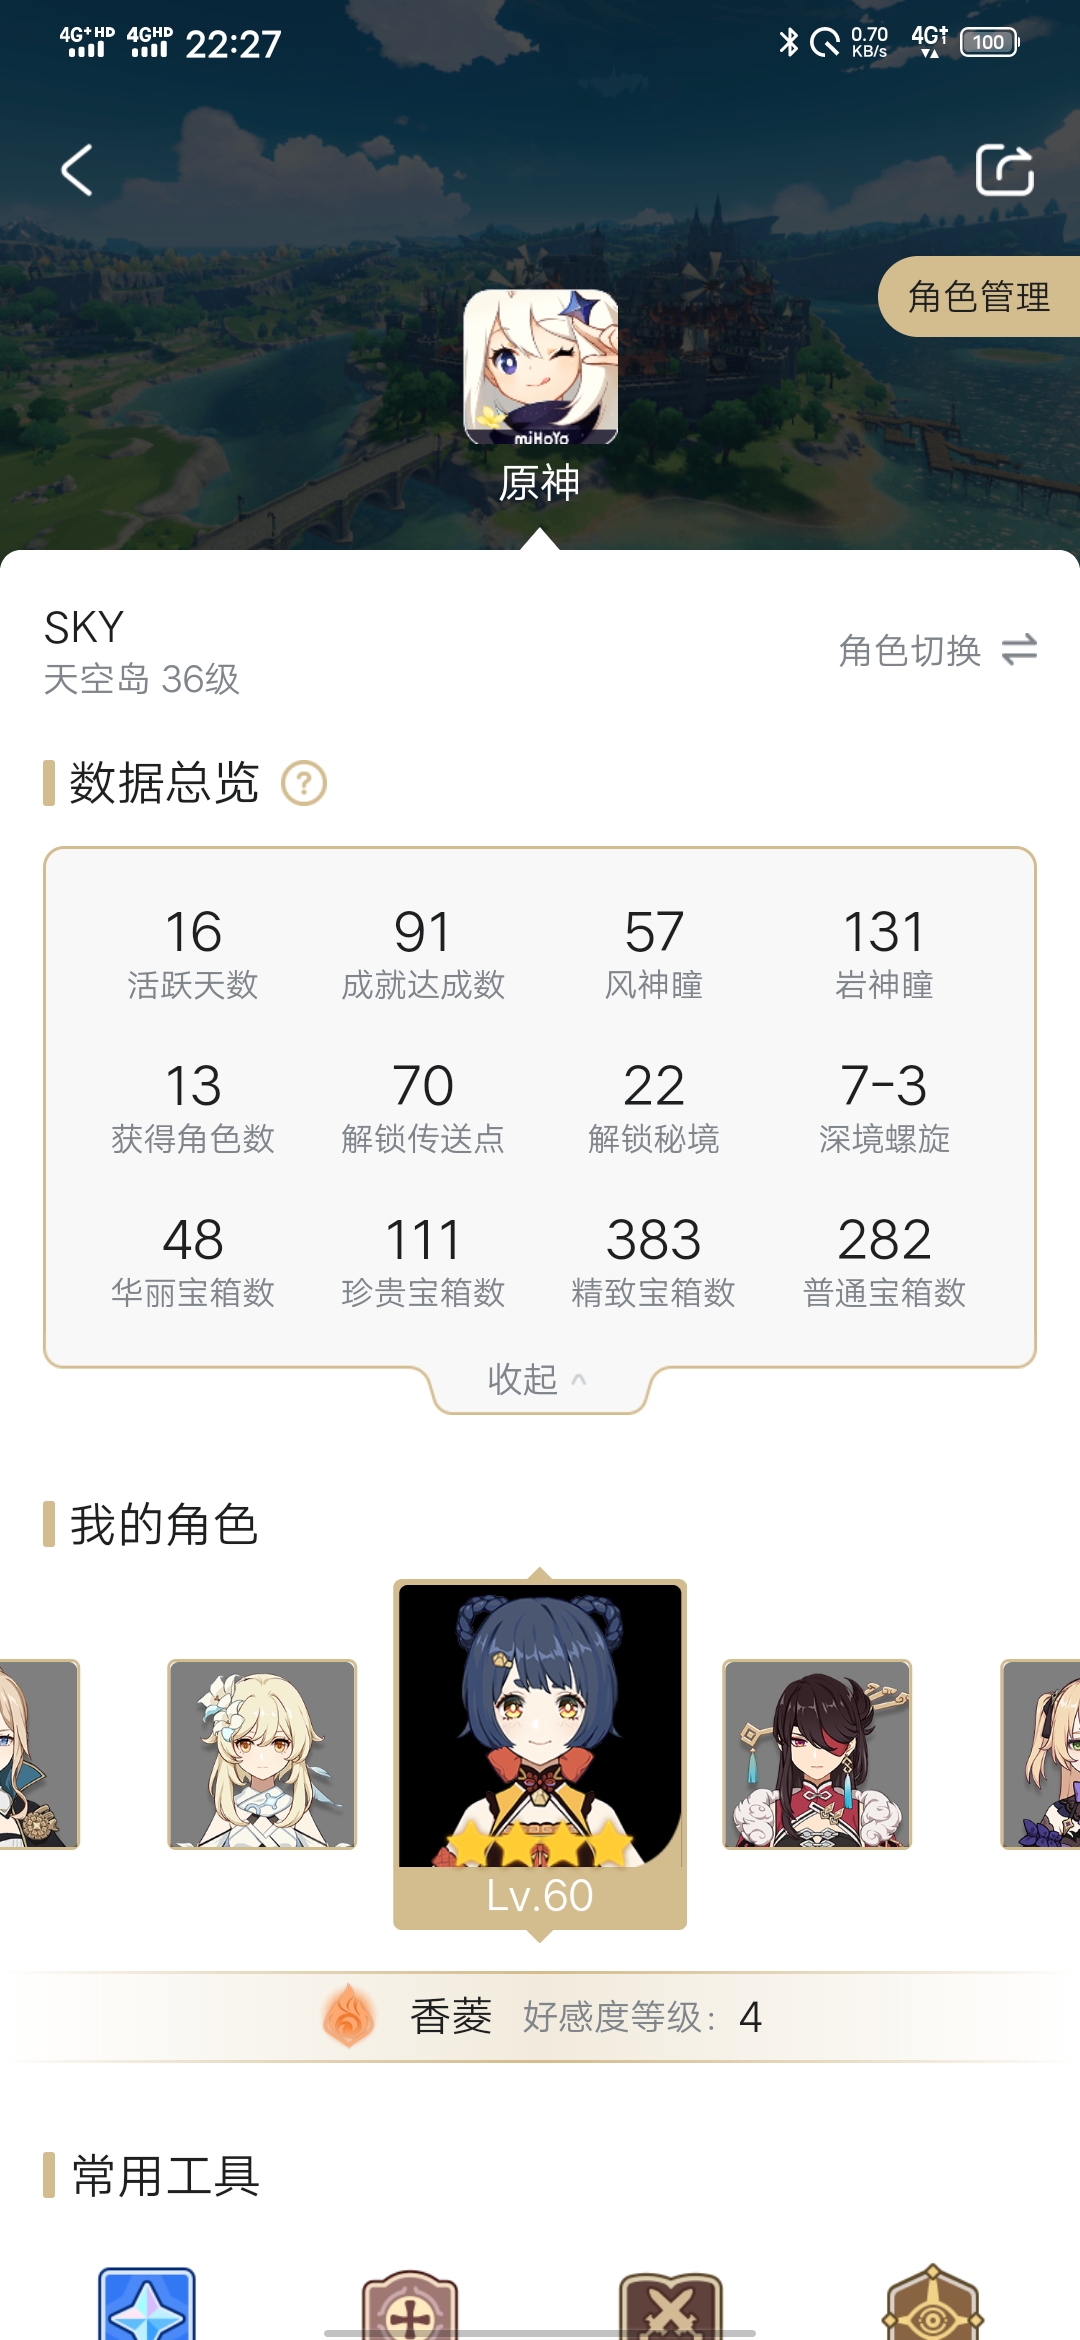 4G+HD 4GHD 22:27 0.70 KB/s 4G+ 100
角色管理
miHoYo
原神
SKY
天空岛 36级
角色切换
数据总览 ?
16 91 57 131
活跃天数 成就达成数 风神瞳 岩神瞳
13 70 22 7-3
获得角色数 解锁传送点 解锁秘境 深境螺旋
48 111 383 282
华丽宝箱数 珍贵宝箱数 精致宝箱数 普通宝箱数
收起
我的角色
Lv.60
香菱 好感度等级：4
常用工具